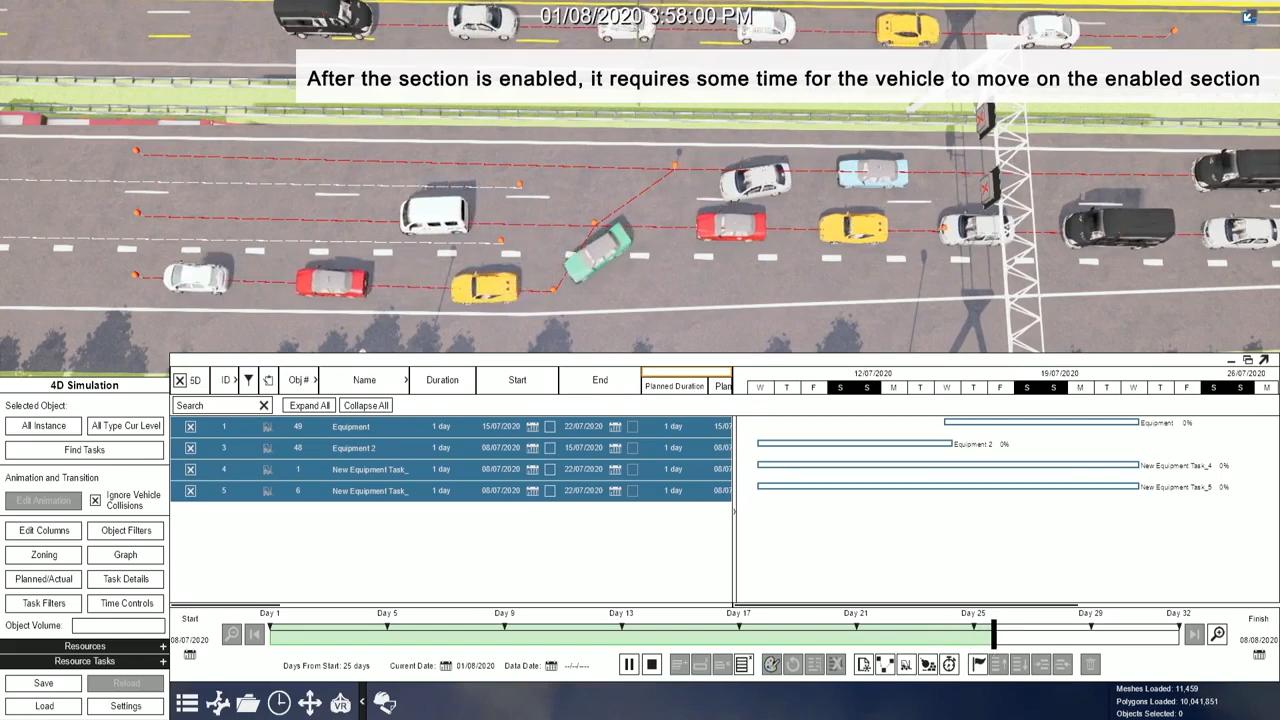 01/08/2020 3:58:00 PM
After the section is enabled, it requires some time for the vehicle to move on the enabled section
4D Simulation
Selected Object:
All Instance
All Type Cur Level
Find Tasks
Animation and Transition
Edit Animation
Ignore Vehicle Collisions
Edit Columns
Object Filters
Zoning
Graph
Planned/Actual
Task Details
Task Filters
Time Controls
Object Volume:
Resources +
Resource Tasks +
Save
Reload
Load
Settings
5D ID Obj # Name Duration Start End Planned Duration Plan
Search
Expand All
Collapse All
1 49 Equipment 1 day 15/07/2020 22/07/2020 1 day 15/07
3 48 Equipment 2 1 day 08/07/2020 15/07/2020 1 day 08/07
4 1 New Equipment Task_ 1 day 08/07/2020 22/07/2020 1 day 08/07
5 6 New Equipment Task_ 1 day 08/07/2020 22/07/2020 1 day 08/07
12/07/2020 19/07/2020 26/07/2020
W T F S S M T W T F S S M T W T F S S M
Equipment 0%
Equipment 2 0%
New Equipment Task_4 0%
New Equipment Task_5 0%
Start
08/07/2020
Day 1 Day 5 Day 9 Day 13 Day 17 Day 21 Day 25 Day 29 Day 32
Finish
08/08/2020
Days From Start: 25 days
Current Date: 01/08/2020
Data Date: --/--/----
VR
Meshes Loaded: 11,459
Polygons Loaded: 10,041,851
Objects Selected: 0